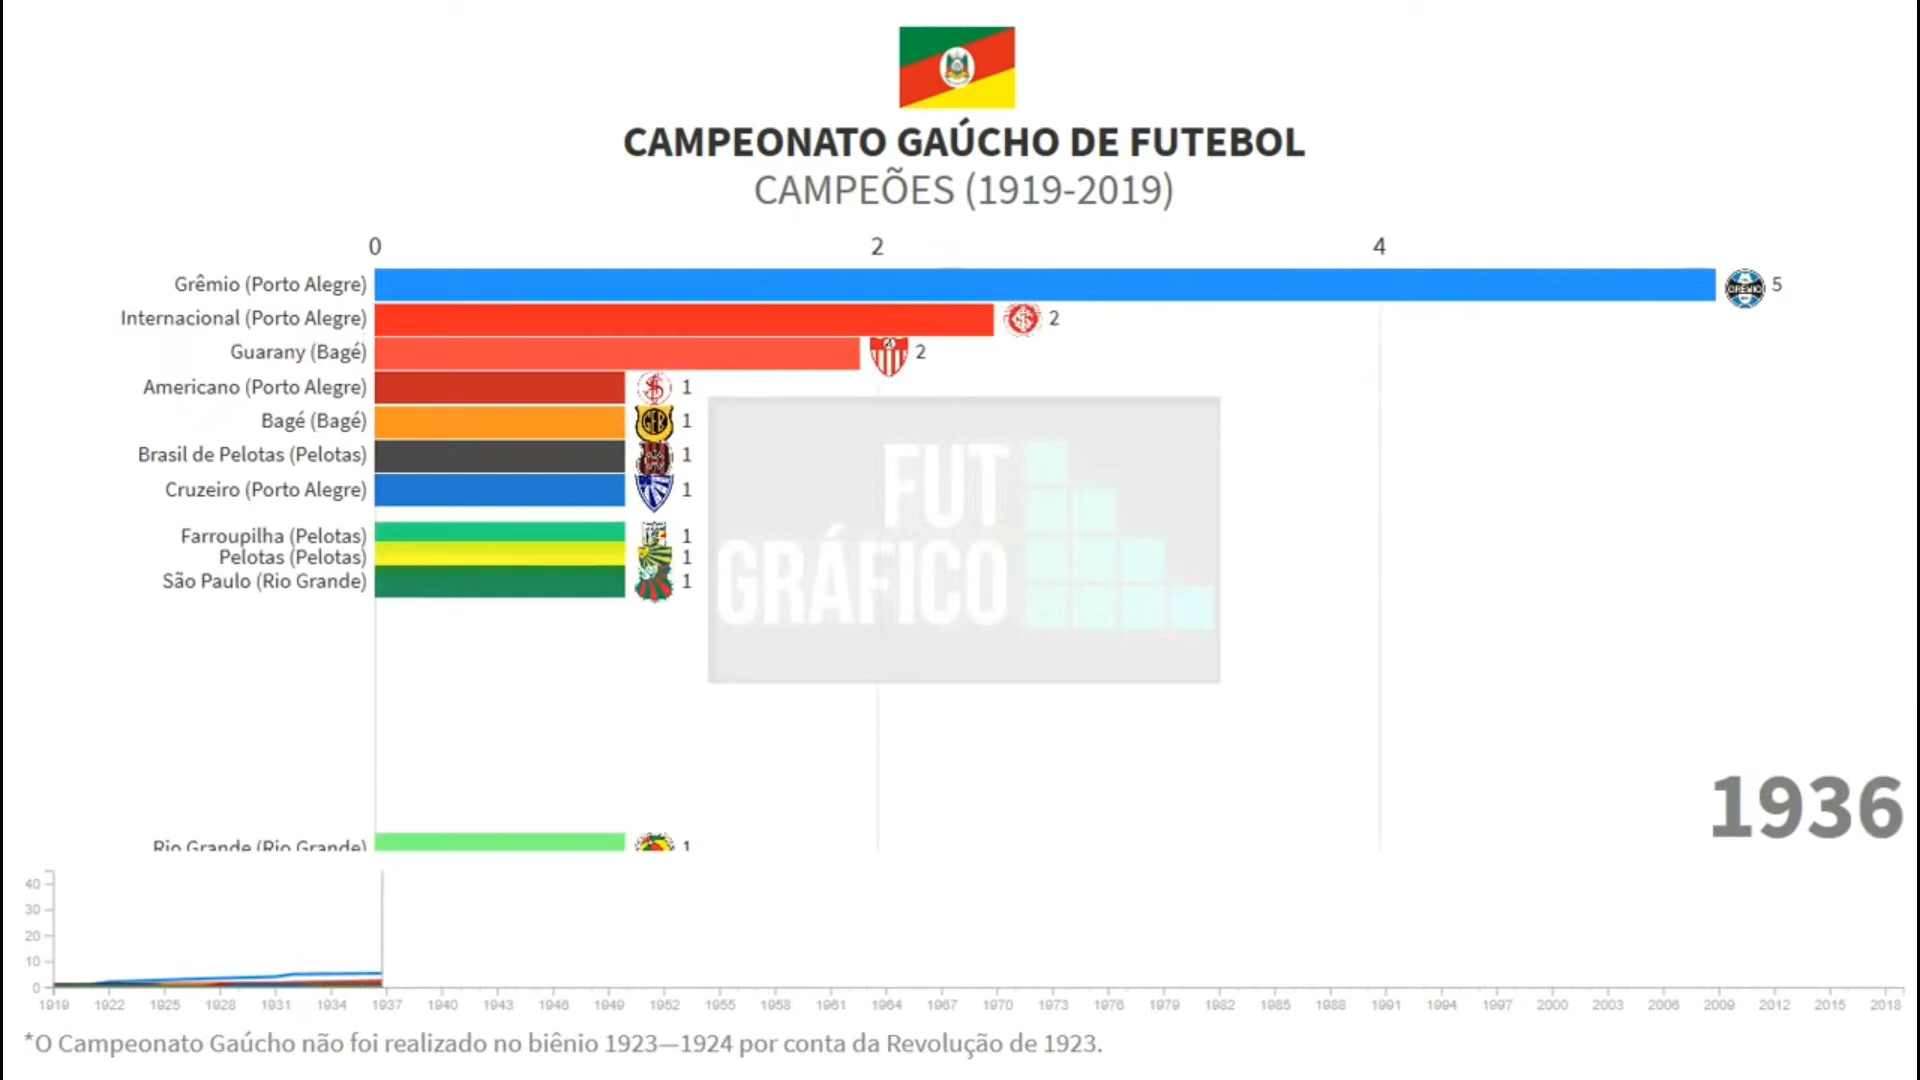 CAMPEONATO GAÚCHO DE FUTEBOL
CAMPEÕES (1919-2019)
0 2 4
Grêmio (Porto Alegre) GRÊMIO 5
Internacional (Porto Alegre) 2
Guarany (Bagé) 2
Americano (Porto Alegre) 1
Bagé (Bagé) 1
Brasil de Pelotas (Pelotas) 1
Cruzeiro (Porto Alegre) 1
Farroupilha (Pelotas) 1
Pelotas (Pelotas) 1
São Paulo (Rio Grande) 1
FUT
GRÁFICO
1936
Rio Grande (Rio Grande) 1
40
30
20
10
0
1919 1922 1925 1928 1931 1934 1937 1940 1943 1946 1949 1952 1955 1958 1961 1964 1967 1970 1973 1976 1979 1982 1985 1988 1991 1994 1997 2000 2003 2006 2009 2012 2015 2018
*O Campeonato Gaúcho não foi realizado no biênio 1923—1924 por conta da Revolução de 1923.